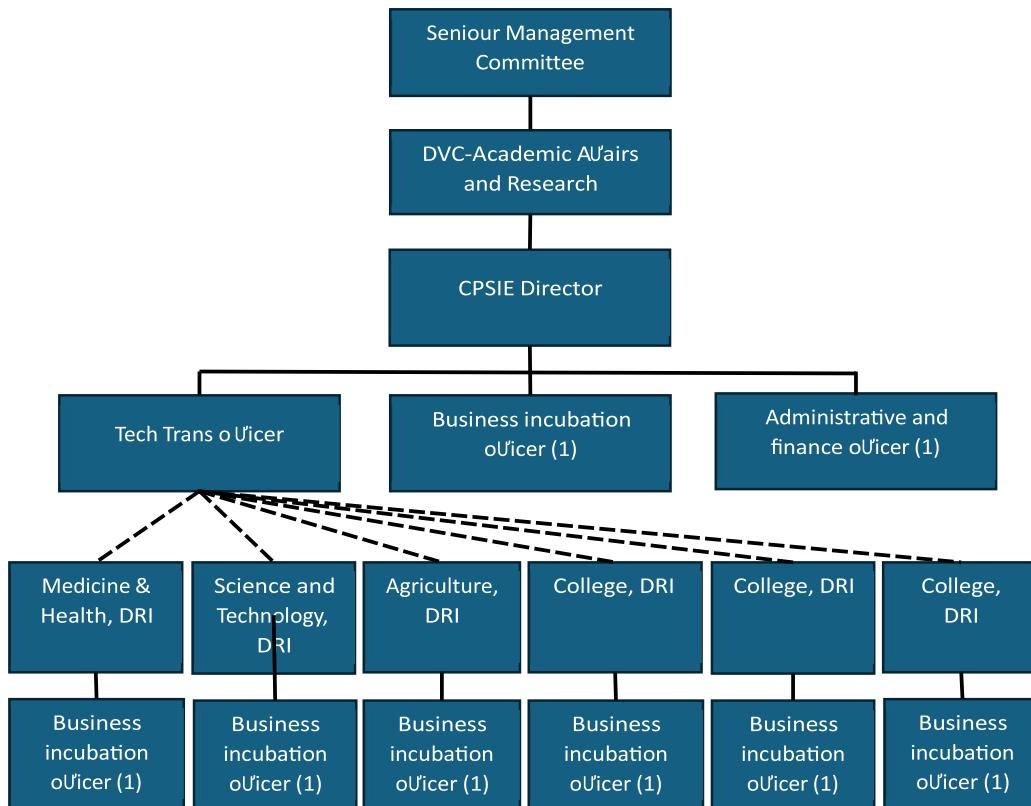 Seniour Management
Committee
DVC-Academic AƯairs
and Research
CPSIE Director
Tech Trans oƯicer
Business incubation
oƯicer (1)
Administrative and
finance oƯicer (1)
Medicine &
Health, DRI
Science and
Technology,
DRI
Agriculture,
DRI
College, DRI
College, DRI
College,
DRI
Business
incubation
oƯicer (1)
Business
incubation
oƯicer (1)
Business
incubation
oƯicer (1)
Business
incubation
oƯicer (1)
Business
incubation
oƯicer (1)
Business
incubation
oƯicer (1)